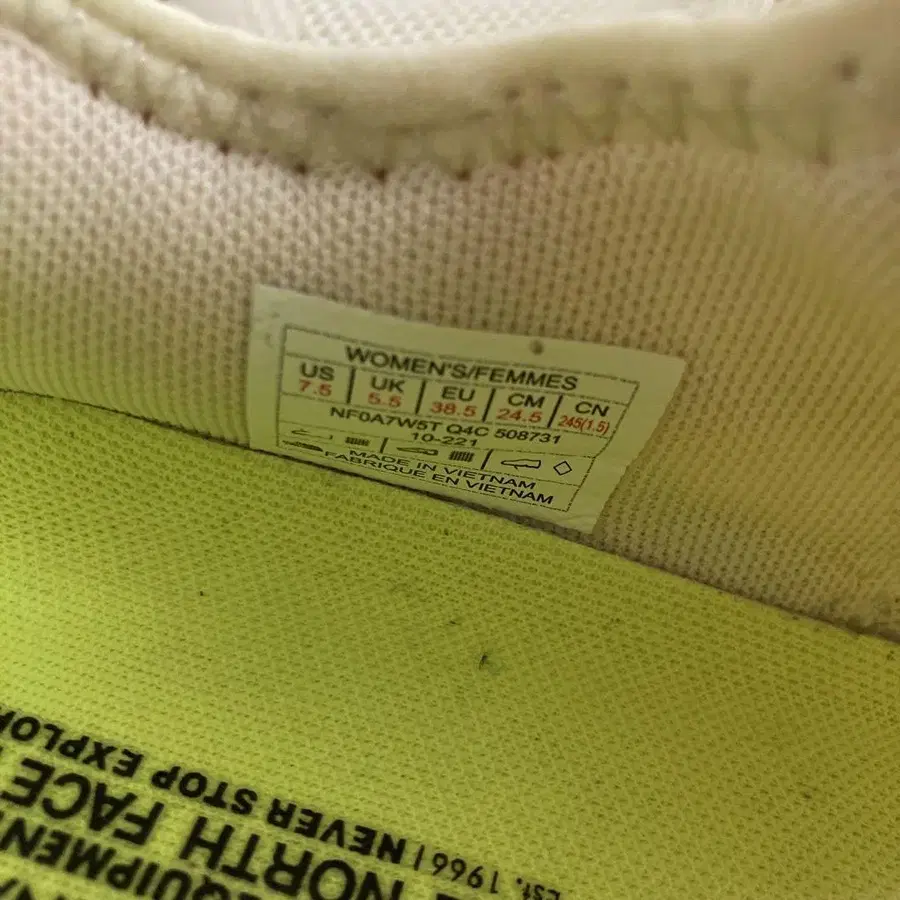 WOMEN'S/FEMMES
US UK EU CM CN
7.5 5.5 38.5 24.5 245(1.5)
NF0A7W5T Q4C 508731
10-221
MADE IN VIETNAM
FABRIQUE EN VIETNAM
Est. 1966 | NEVER STOP EXPLOR
NORTH FACE
EQUIPMEN